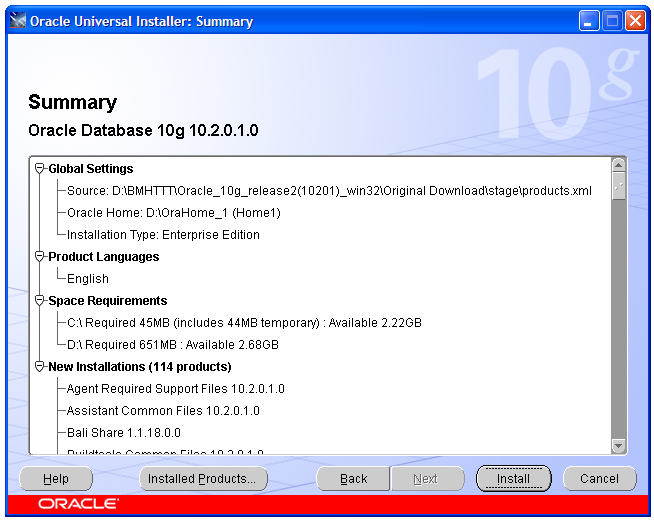 Oracle Universal Installer: Summary
10g
Summary
Oracle Database 10g 10.2.0.1.0
Global Settings
Source: D:\BMHTTT\Oracle_10g_release2(10201)_win32\Original Download\stage\products.xml
Oracle Home: D:\OraHome_1 (Home1)
Installation Type: Enterprise Edition
Product Languages
English
Space Requirements
C:\ Required 45MB (includes 44MB temporary) : Available 2.22GB
D:\ Required 651MB : Available 2.68GB
New Installations (114 products)
Agent Required Support Files 10.2.0.1.0
Assistant Common Files 10.2.0.1.0
Bali Share 1.1.18.0.0
Buildtools Common Files 10.2.0.1.0
Help Installed Products... Back Next Install Cancel
ORACLE